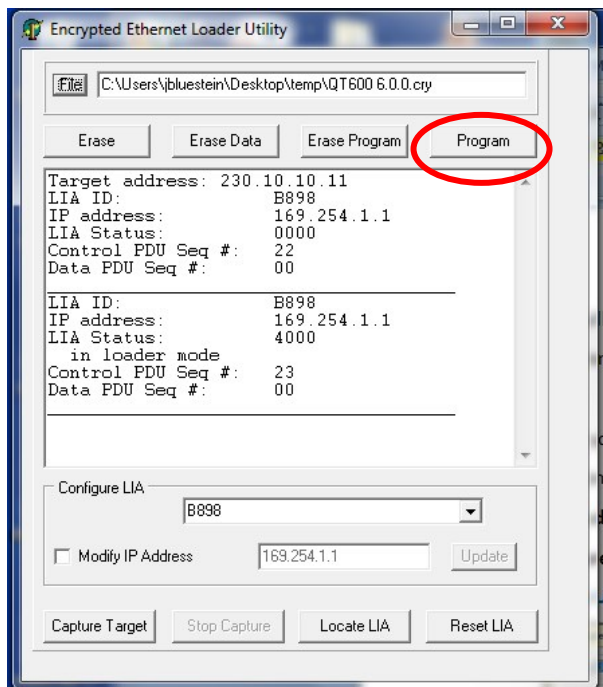 Encrypted Ethernet Loader Utility
File C:\Users\jbluestein\Desktop\temp\QT600 6.0.0.cry
Erase Erase Data Erase Program Program
Target address: 230.10.10.11
LIA ID: B898
IP address: 169.254.1.1
LIA Status: 0000
Control PDU Seq #: 22
Data PDU Seq #: 00
LIA ID: B898
IP address: 169.254.1.1
LIA Status: 4000
in loader mode
Control PDU Seq #: 23
Data PDU Seq #: 00
Configure LIA
B898
Modify IP Address 169.254.1.1 Update
Capture Target Stop Capture Locate LIA Reset LIA